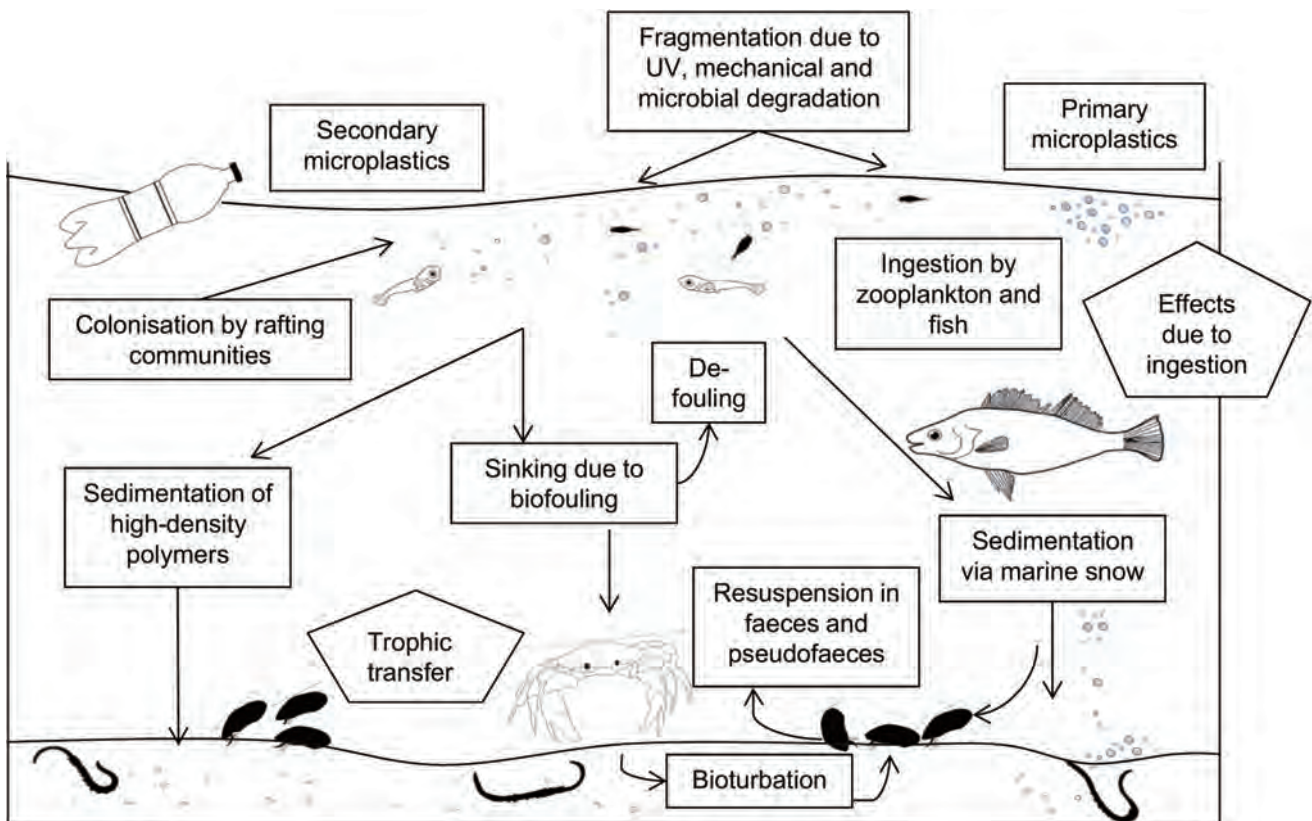 Fragmentation due to
UV, mechanical and
microbial degradation
Secondary
microplastics
Primary
microplastics
Ingestion by
zooplankton and
fish
Effects
due to
ingestion
Colonisation by rafting
communities
De-
fouling
Sinking due to
biofouling
Sedimentation of
high-density
polymers
Sedimentation
via marine snow
Resuspension in
faeces and
pseudofaeces
Trophic
transfer
Bioturbation